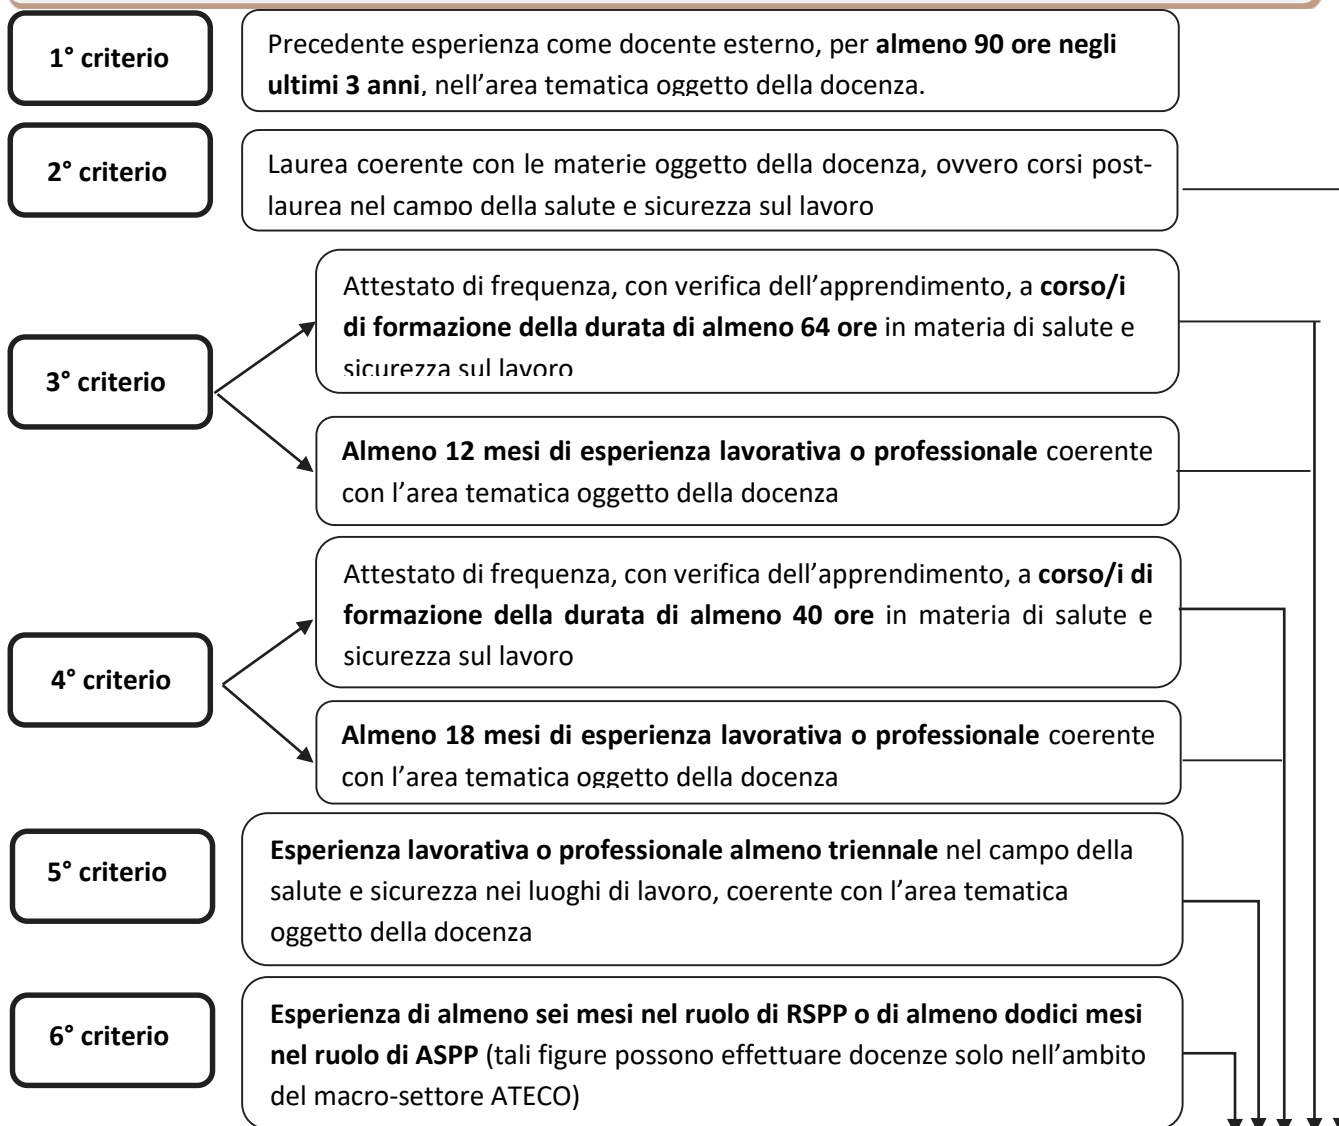 1° criterio
Precedente esperienza come docente esterno, per almeno 90 ore negli
ultimi 3 anni, nell’area tematica oggetto della docenza.
2° criterio
Laurea coerente con le materie oggetto della docenza, ovvero corsi post-
laurea nel campo della salute e sicurezza sul lavoro
3° criterio
Attestato di frequenza, con verifica dell’apprendimento, a corso/i
di formazione della durata di almeno 64 ore in materia di salute e
sicurezza sul lavoro
Almeno 12 mesi di esperienza lavorativa o professionale coerente
con l’area tematica oggetto della docenza
4° criterio
Attestato di frequenza, con verifica dell’apprendimento, a corso/i di
formazione della durata di almeno 40 ore in materia di salute e
sicurezza sul lavoro
Almeno 18 mesi di esperienza lavorativa o professionale coerente
con l’area tematica oggetto della docenza
5° criterio
Esperienza lavorativa o professionale almeno triennale nel campo della
salute e sicurezza nei luoghi di lavoro, coerente con l’area tematica
oggetto della docenza
6° criterio
Esperienza di almeno sei mesi nel ruolo di RSPP o di almeno dodici mesi
nel ruolo di ASPP (tali figure possono effettuare docenze solo nell’ambito
del macro-settore ATECO)